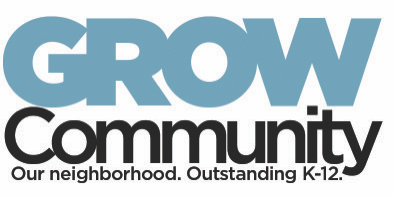 GROW
Community
Our neighborhood. Outstanding K-12.